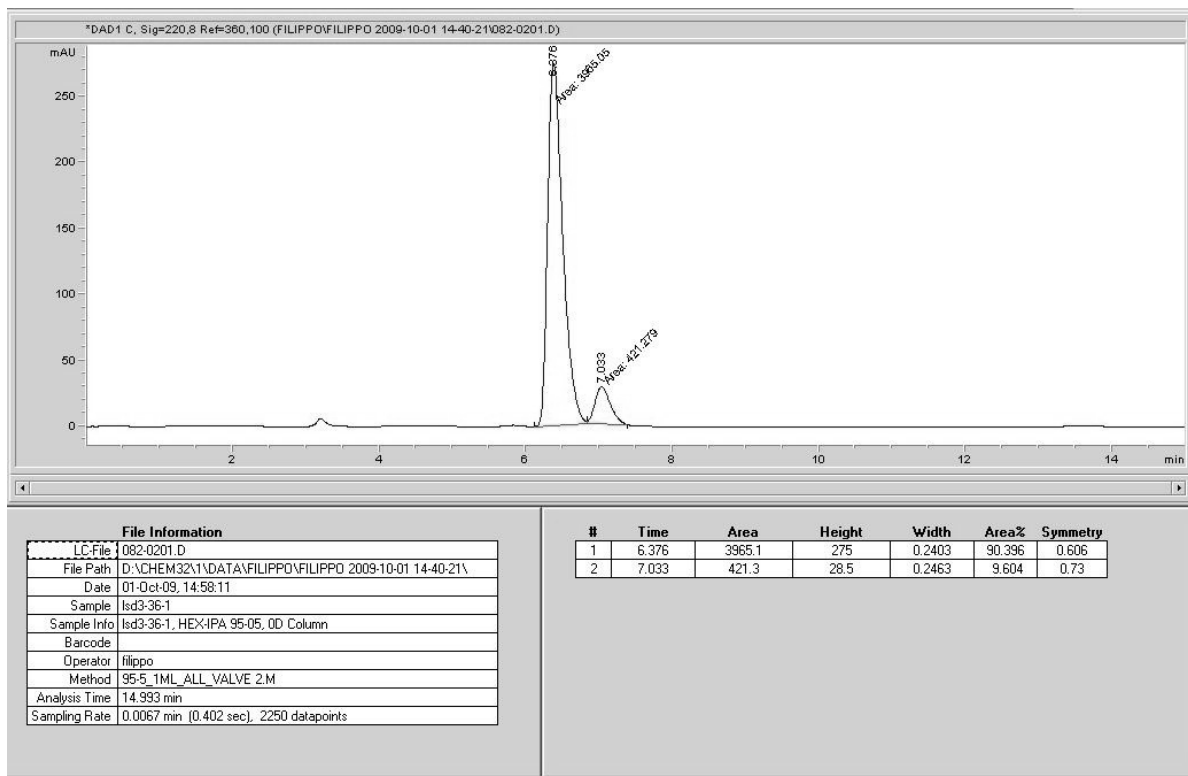 *DAD1 C, Sig=220,8 Ref=360,100 (FILIPPO\FILIPPO 2009-10-01 14-40-21\082-0201.D)
mAU
250
200
150
100
50
0
6.376
Area: 3965.05
7.033
Area: 421.279
2 4 6 8 10 12 14 min
File Information
LC-File 082-0201.D
File Path D:\CHEM32\1\DATA\FILIPPO\FILIPPO 2009-10-01 14-40-21\
Date 01-Oct-09, 14:58:11
Sample lsd3-36-1
Sample Info lsd3-36-1, HEX-IPA 95-05, OD Column
Barcode
Operator filippo
Method 95-5_1ML_ALL_VALVE 2.M
Analysis Time 14.993 min
Sampling Rate 0.0067 min (0.402 sec), 2250 datapoints
# Time Area Height Width Area% Symmetry
1 6.376 3965.1 275 0.2403 90.396 0.606
2 7.033 421.3 28.5 0.2463 9.604 0.73